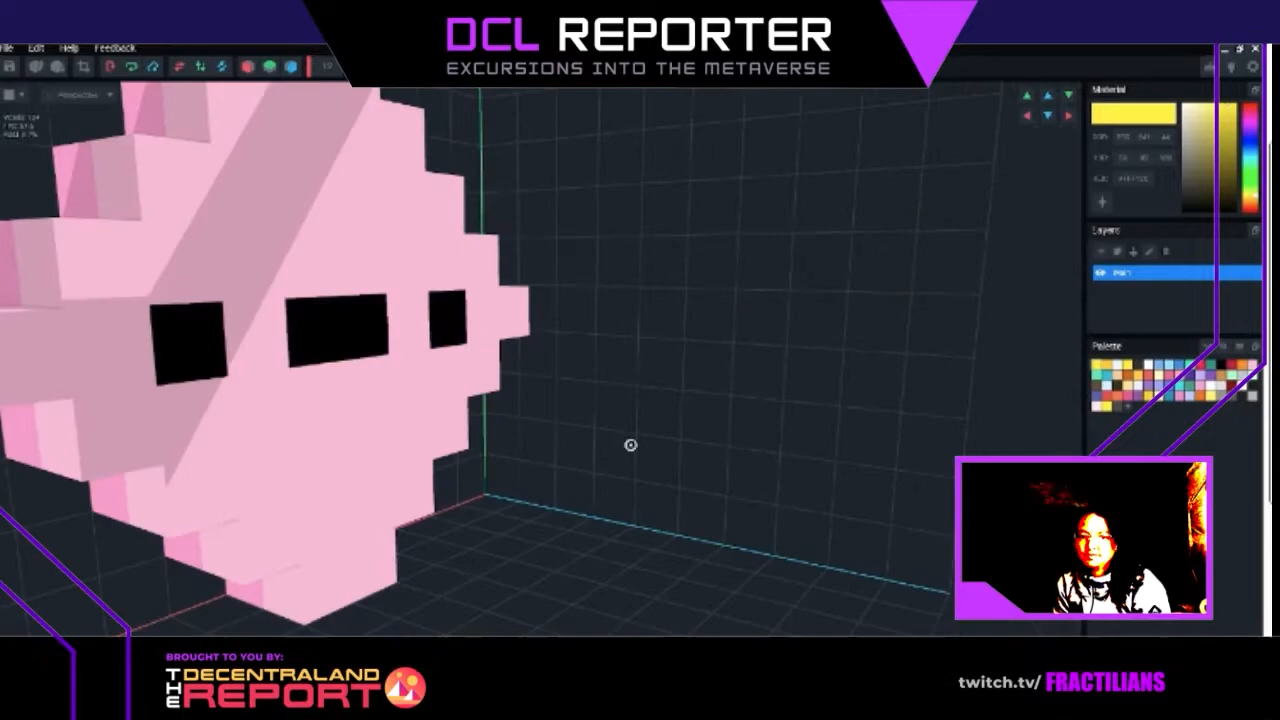 DCL REPORTER
EXCURSIONS INTO THE METAVERSE
File Edit Help Feedback
Material
Layers
Palette
BROUGHT TO YOU BY:
THE DECENTRALAND REPORT
twitch.tv/ FRACTILIANS